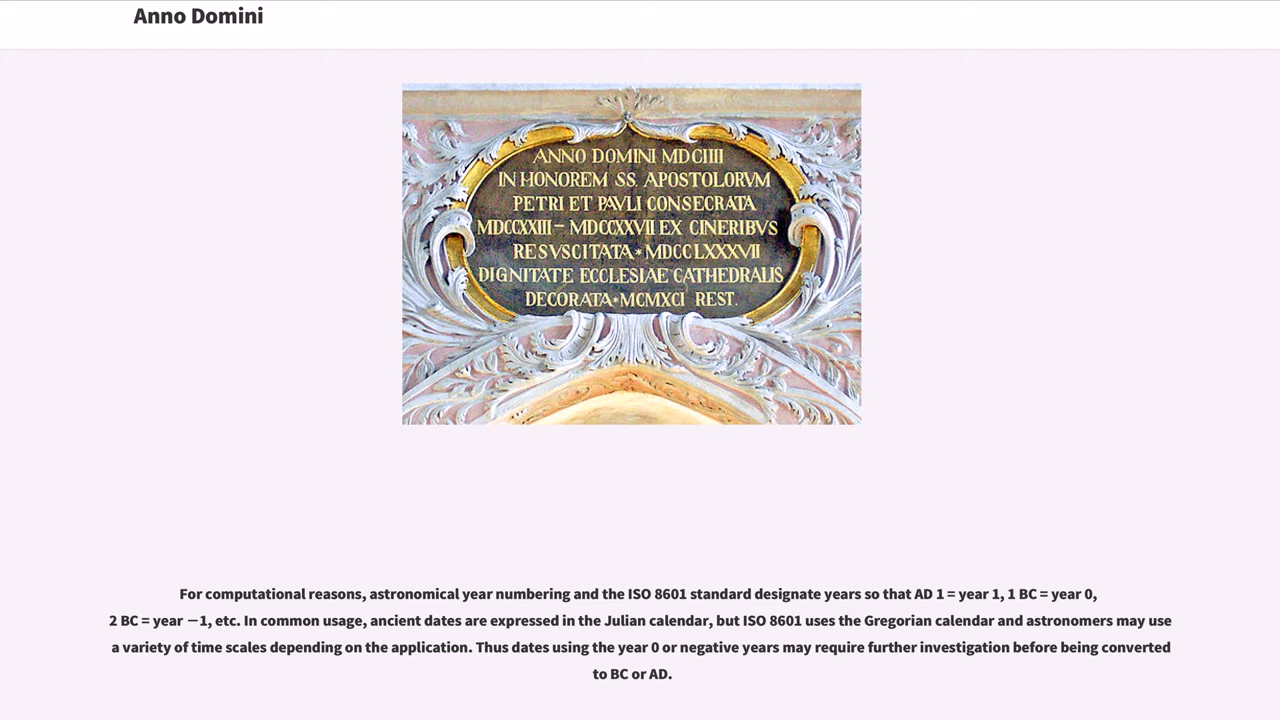 Anno Domini
ANNO DOMINI MDCIIII
IN HONOREM SS. APOSTOLORVM
PETRI ET PAVLI CONSECRATA
MDCCXXIII – MDCCXXVII EX CINERIBVS
RESVSCITATA * MDCCLXXXVII
DIGNITATE ECCLESIAE CATHEDRALIS
DECORATA * MCMXCI REST.
For computational reasons, astronomical year numbering and the ISO 8601 standard designate years so that AD 1 = year 1, 1 BC = year 0,
2 BC = year −1, etc. In common usage, ancient dates are expressed in the Julian calendar, but ISO 8601 uses the Gregorian calendar and astronomers may use
a variety of time scales depending on the application. Thus dates using the year 0 or negative years may require further investigation before being converted
to BC or AD.